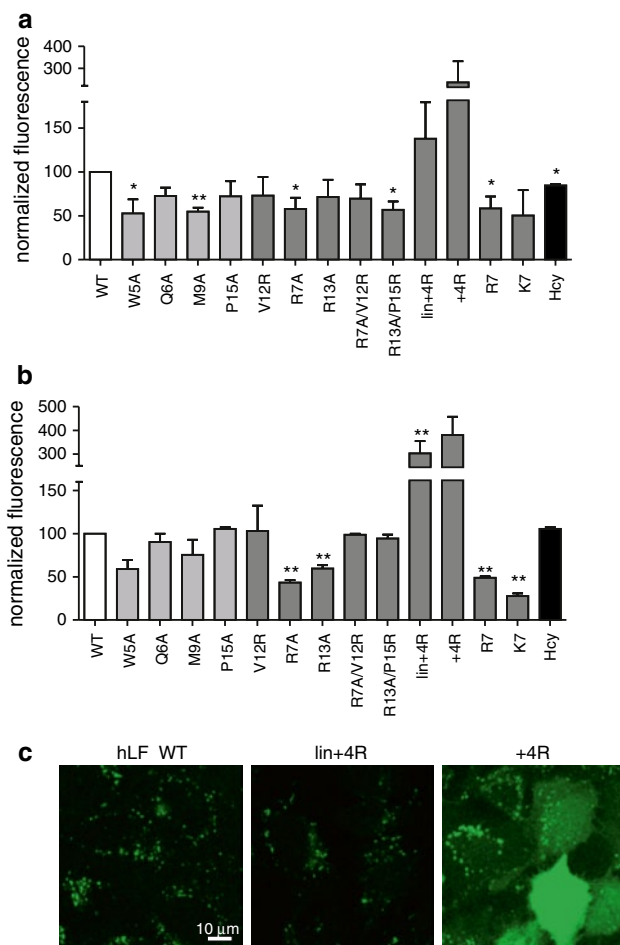 a
normalized fluorescence
400
300
150
100
50
0
* ** * * * *
WT W5A Q6A M9A P15A V12R R7A R13A R7A/V12R R13A/P15R lin+4R +4R R7 K7 Hcy
b
normalized fluorescence
500
400
300
150
100
50
0
** ** ** ** **
WT W5A Q6A M9A P15A V12R R7A R13A R7A/V12R R13A/P15R lin+4R +4R R7 K7 Hcy
c
hLF WT lin+4R +4R
10 µm